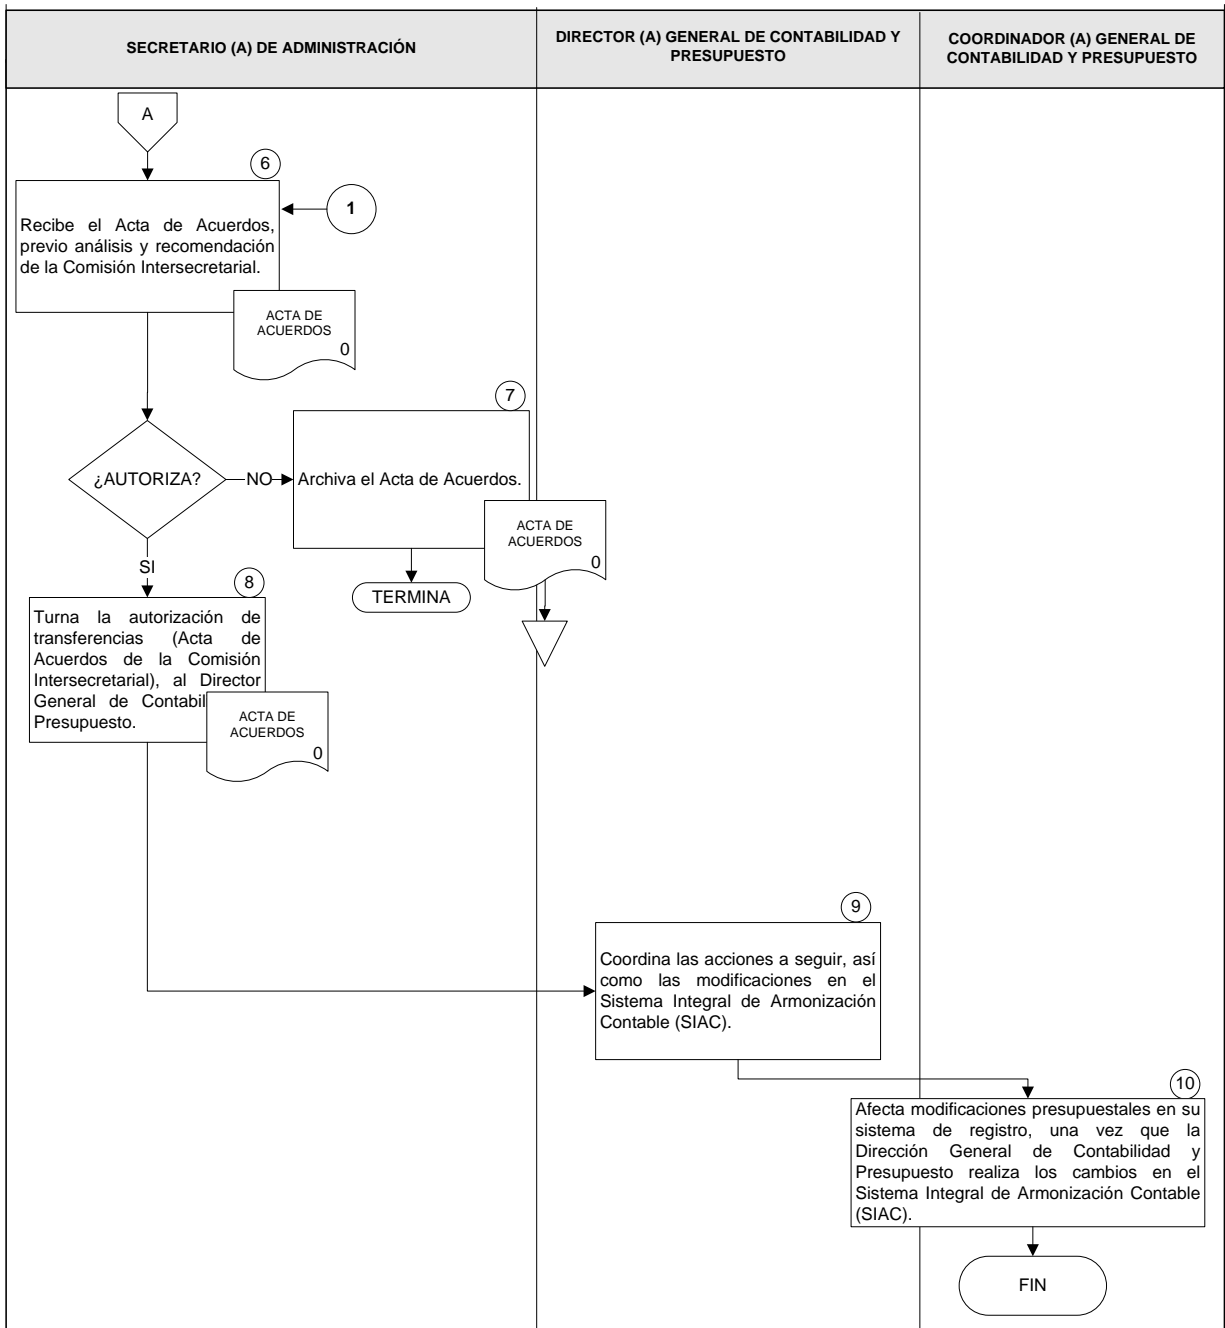 SECRETARIO (A) DE ADMINISTRACIÓN
DIRECTOR (A) GENERAL DE CONTABILIDAD Y
PRESUPUESTO
COORDINADOR (A) GENERAL DE
CONTABILIDAD Y PRESUPUESTO
A
6
1
Recibe el Acta de Acuerdos,
previo análisis y recomendación
de la Comisión Intersecretarial.
ACTA DE
ACUERDOS
0
7
¿AUTORIZA?
NO
Archiva el Acta de Acuerdos.
ACTA DE
ACUERDOS
0
TERMINA
SI
8
Turna la autorización de
transferencias (Acta de
Acuerdos de la Comisión
Intersecretarial), al Director
General de Contabil
Presupuesto.
ACTA DE
ACUERDOS
0
9
Coordina las acciones a seguir, así
como las modificaciones en el
Sistema Integral de Armonización
Contable (SIAC).
10
Afecta modificaciones presupuestales en su
sistema de registro, una vez que la
Dirección General de Contabilidad y
Presupuesto realiza los cambios en el
Sistema Integral de Armonización Contable
(SIAC).
FIN